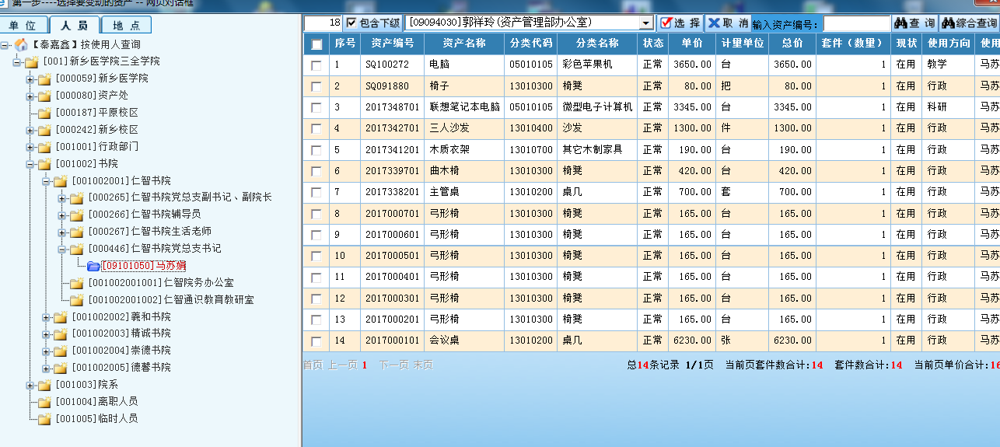 第一步----选择要变动的资产 -- 网页对话框
单 位 人 员 地 点
18 包含下级 [09094030]郭祥玲(资产管理部办公室) 选 择 取 消 输入资产编号: 查 询 综合查询
【秦嘉鑫】按使用人查询
[001]新乡医学院三全学院
[000059]新乡医学院
[000080]资产处
[000187]平原校区
[000242]新乡校区
[001001]行政部门
[001002]书院
[001002001]仁智书院
[000265]仁智书院党总支副书记、副院长
[000266]仁智书院辅导员
[000267]仁智书院生活老师
[000446]仁智书院党总支书记
[09101050]马苏娟
[001002001001]仁智院务办公室
[001002001002]仁智通识教育教研室
[001002002]羲和书院
[001002003]精诚书院
[001002004]崇德书院
[001002005]德馨书院
[001003]院系
[001004]离职人员
[001005]临时人员
序号 资产编号 资产名称 分类代码 分类名称 状态 单价 计量单位 总价 套件（数量） 现状 使用方向 使用
1 SQ100272 电脑 05010105 彩色苹果机 正常 3650.00 台 3650.00 1 在用 教学 马苏
2 SQ091880 椅子 13010300 椅凳 正常 80.00 把 80.00 1 在用 行政 马苏
3 2017348701 联想笔记本电脑 05010105 微型电子计算机 正常 3345.00 台 3345.00 1 在用 科研 马苏
4 2017342701 三人沙发 13010400 沙发 正常 1300.00 件 1300.00 1 在用 行政 马苏
5 2017341201 木质衣架 13010700 其它木制家具 正常 190.00 台 190.00 1 在用 行政 马苏
6 2017339701 曲木椅 13010300 椅凳 正常 420.00 台 420.00 1 在用 行政 马苏
7 2017338201 主管桌 13010200 桌几 正常 700.00 套 700.00 1 在用 行政 马苏
8 2017000701 弓形椅 13010300 椅凳 正常 165.00 台 165.00 1 在用 行政 马苏
9 2017000601 弓形椅 13010300 椅凳 正常 165.00 台 165.00 1 在用 行政 马苏
10 2017000501 弓形椅 13010300 椅凳 正常 165.00 台 165.00 1 在用 行政 马苏
11 2017000401 弓形椅 13010300 椅凳 正常 165.00 台 165.00 1 在用 行政 马苏
12 2017000301 弓形椅 13010300 椅凳 正常 165.00 台 165.00 1 在用 行政 马苏
13 2017000201 弓形椅 13010300 椅凳 正常 165.00 台 165.00 1 在用 行政 马苏
14 2017000101 会议桌 13010200 桌几 正常 6230.00 张 6230.00 1 在用 行政 马苏
首页 上一页 1 下一页 末页 总14条记录 1/1页 当前页套件数合计:14 套件数合计:14 当前页单价合计:16